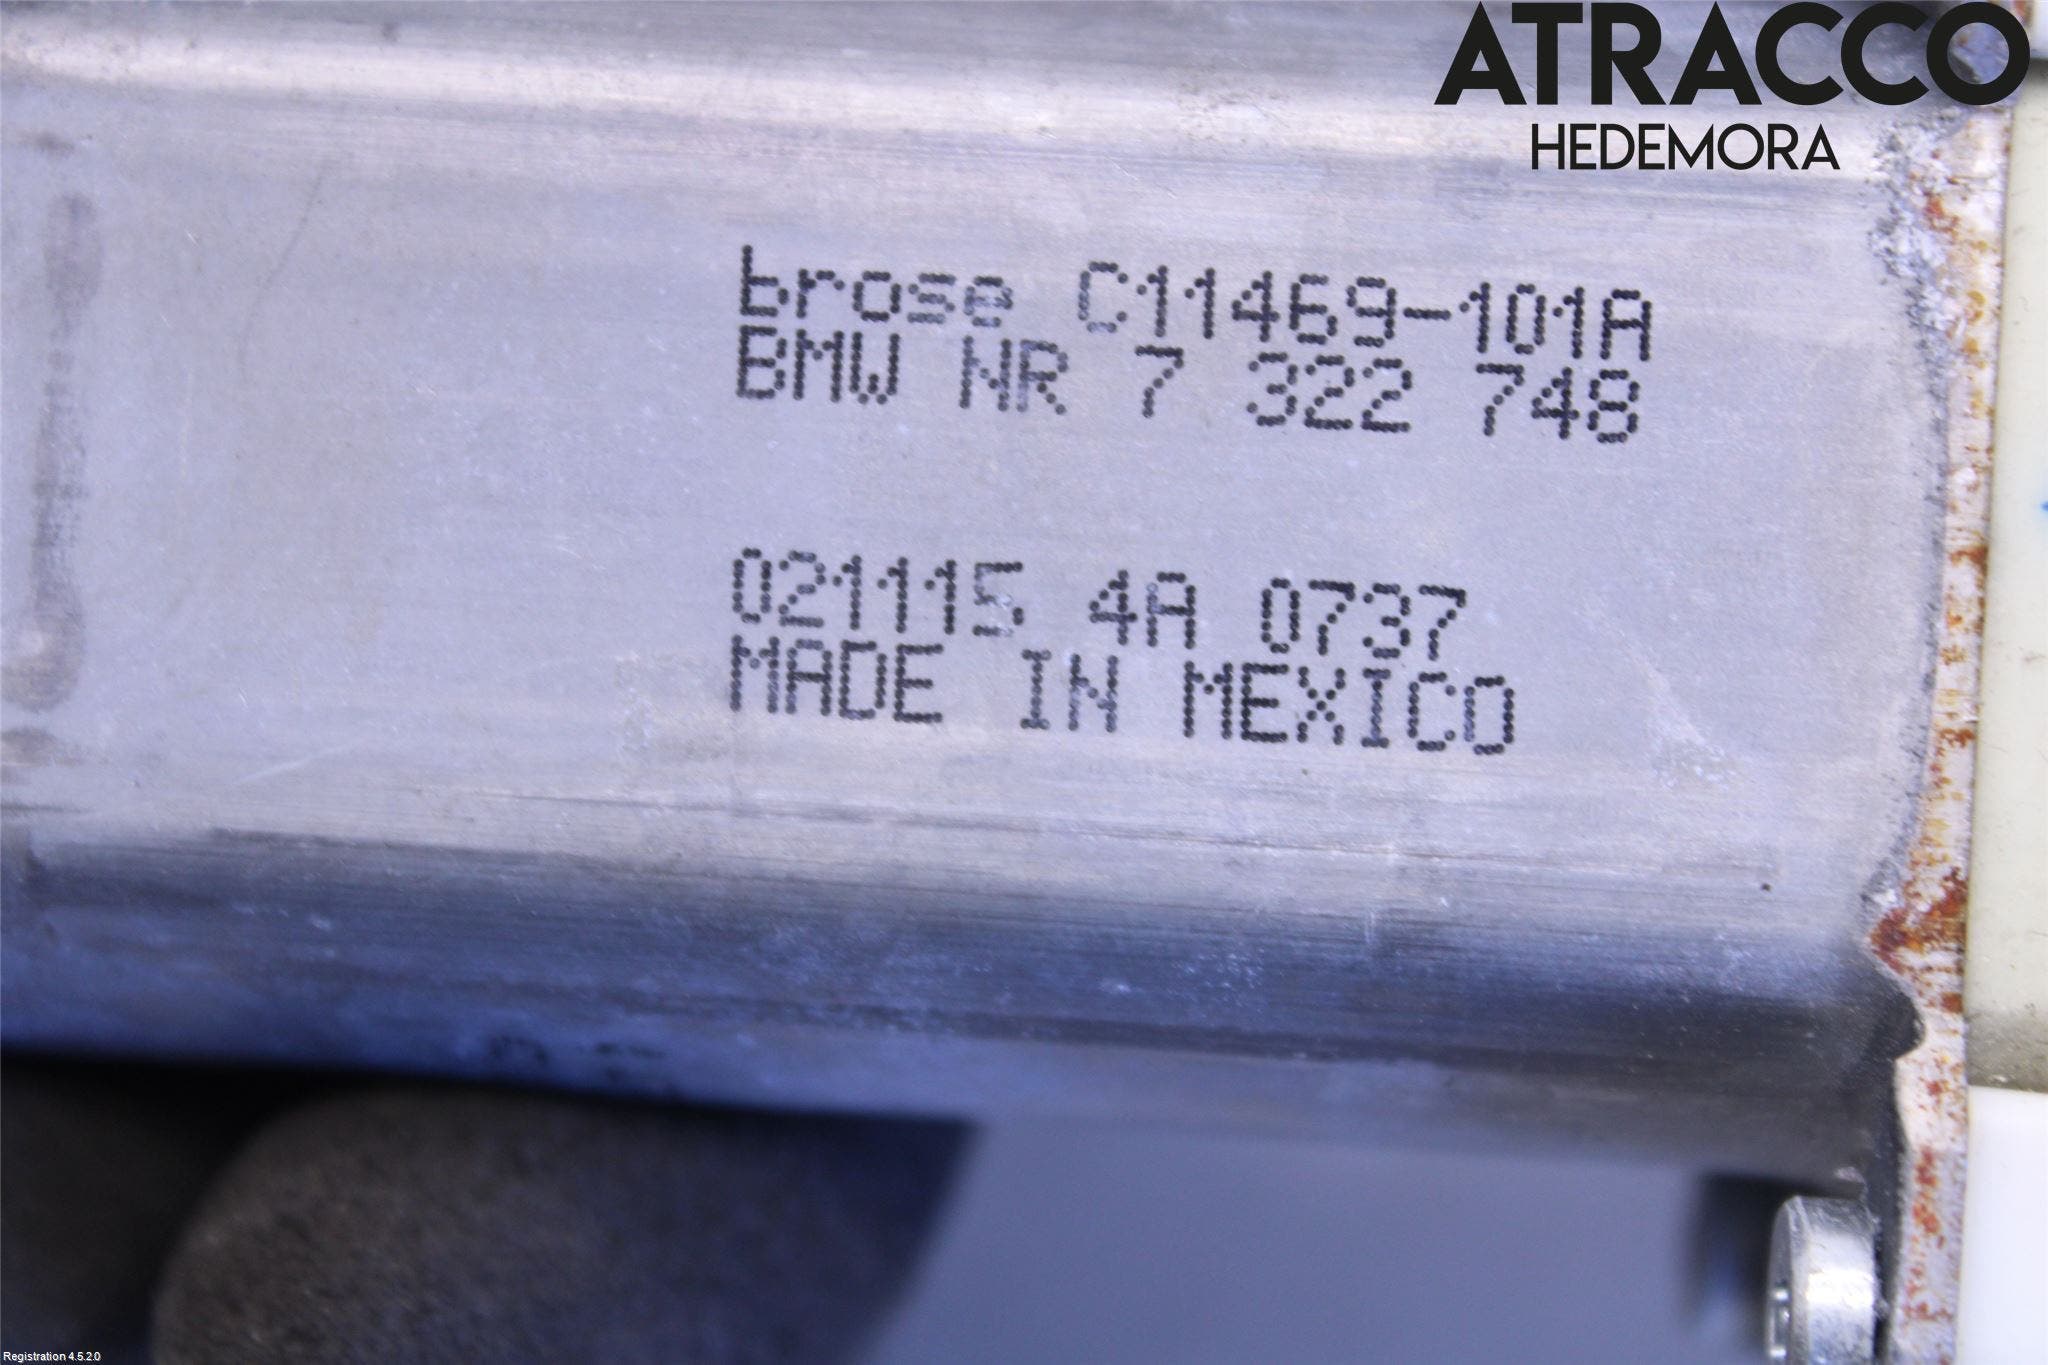 ATRACCO
HEDEMORA
brose C11469-101A
BMW NR 7 322 748
021115 4A 0737
MADE IN MEXICO
Registration 4.5.2.0